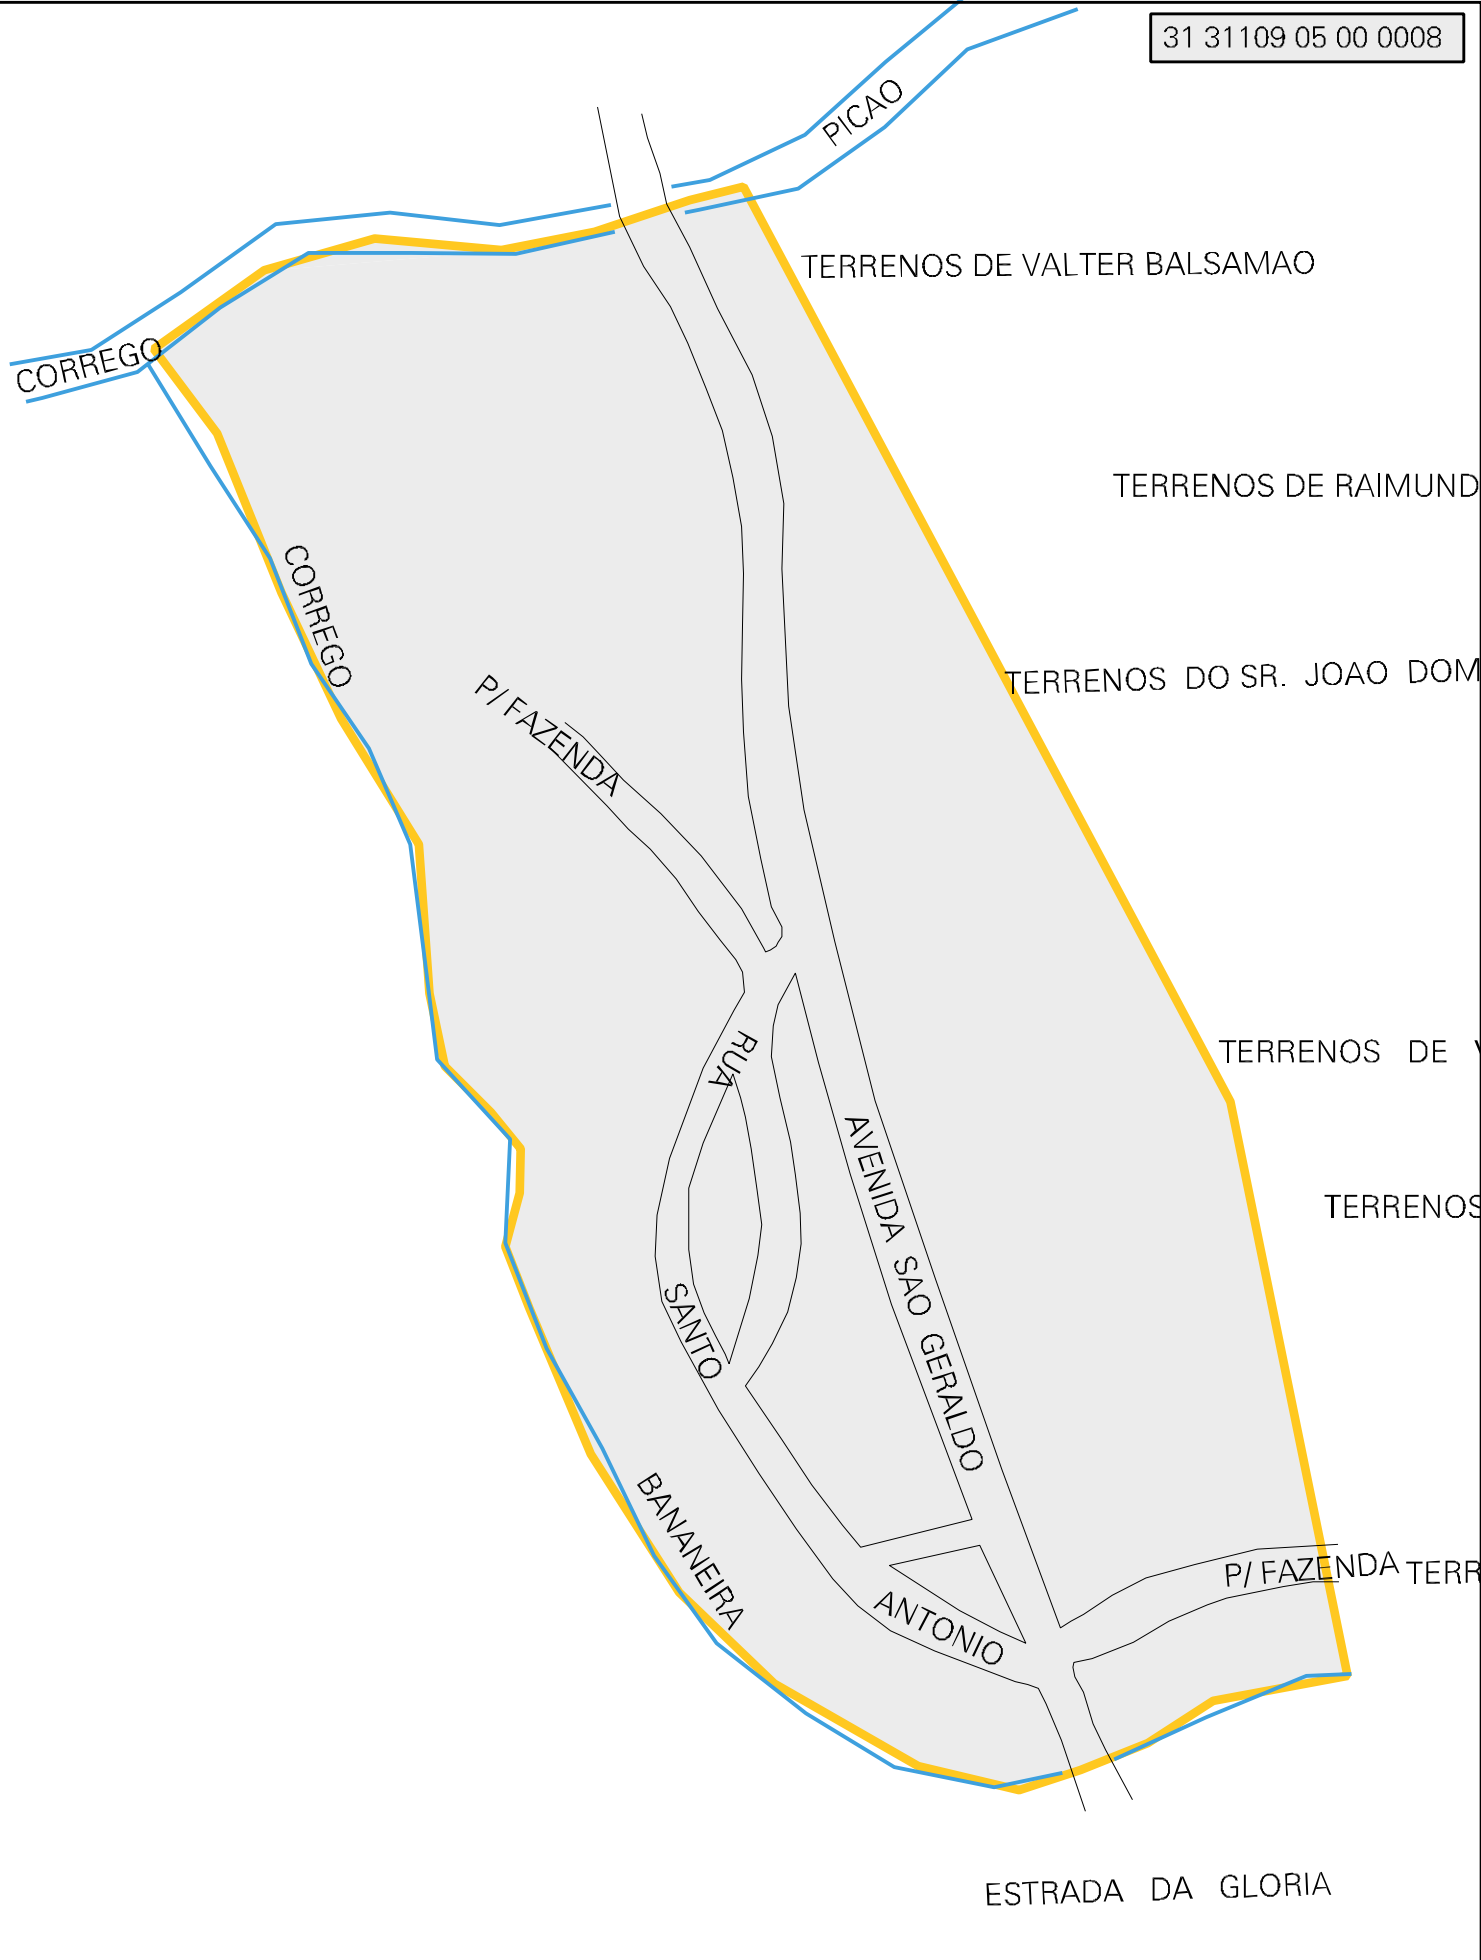 31 31109 05 00 0008
PICAO
TERRENOS DE VALTER BALSAMAO
CORREGO
TERRENOS DE RAIMUND
CORREGO
TERRENOS DO SR. JOAO DOM
P/ FAZENDA
RUA
TERRENOS DE
AVENIDA SAO GERALDO
TERRENOS
SANTO
BANANEIRA
P/ FAZENDA
TERR
ANTONIO
ESTRADA DA GLORIA